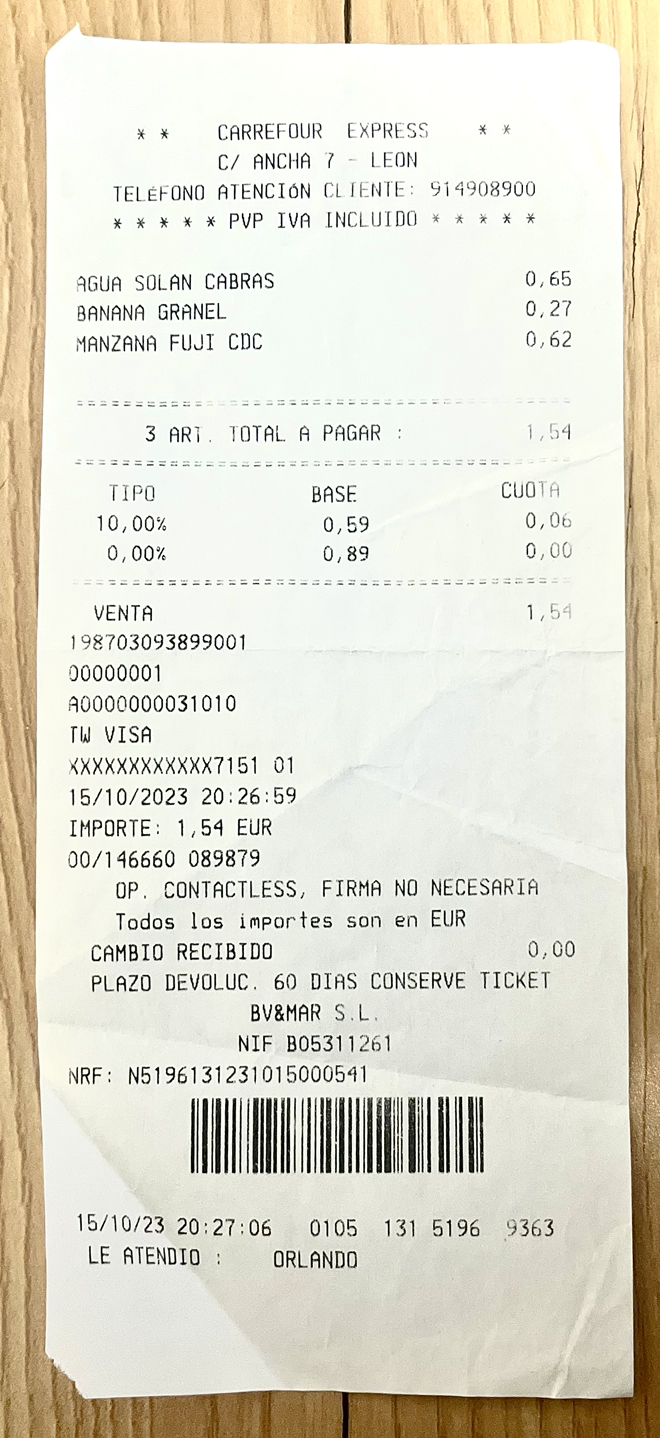 * * CARREFOUR EXPRESS * *
C/ ANCHA 7 - LEON
TELÉFONO ATENCIÓN CLIENTE: 914908900
* * * * * PVP IVA INCLUIDO * * * * *
AGUA SOLAN CABRAS 0,65
BANANA GRANEL 0,27
MANZANA FUJI CDC 0,62
3 ART. TOTAL A PAGAR : 1,54
TIPO BASE CUOTA
10,00% 0,59 0,06
0,00% 0,89 0,00
VENTA 1,54
198703093899001
00000001
A0000000031010
TW VISA
XXXXXXXXXXXX7151 01
15/10/2023 20:26:59
IMPORTE: 1,54 EUR
00/146660 089879
OP. CONTACTLESS, FIRMA NO NECESARIA
Todos los importes son en EUR
CAMBIO RECIBIDO 0,00
PLAZO DEVOLUC. 60 DIAS CONSERVE TICKET
BV&MAR S.L.
NIF B05311261
NRF: N5196131231015000541
15/10/23 20:27:06 0105 131 5196 9363
LE ATENDIO : ORLANDO